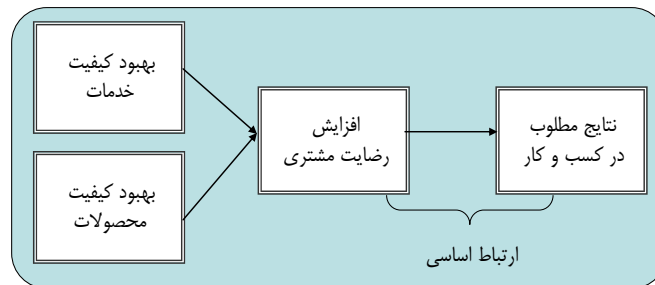 بهبود کیفیت
خدمات
بهبود کیفیت
محصولات
افزایش
رضایت مشتری
نتایج مطلوب
در کسب و کار
ارتباط اساسی